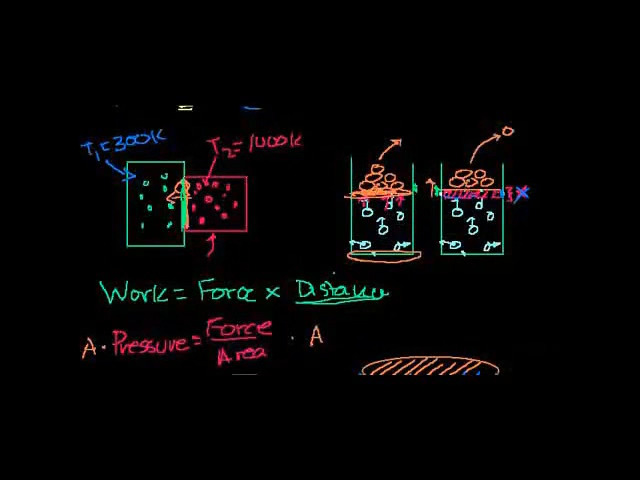 T₁=300K
T₂=1000K
x
Work = Force × Distance
A · Pressure = Force / Area · A